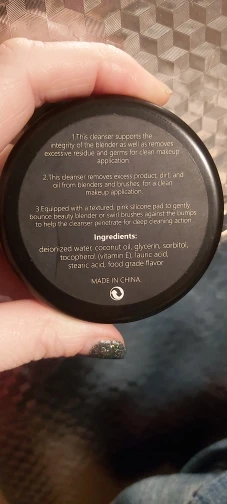 1.This cleanser supports the
integrity of the blender as well as removes
excessive residue and germs for clean makeup
application.
2.This cleanser removes excess product, dirt, and
oil from blenders and brushes, for a clean
makeup application.
3.Equipped with a textured, pink silicone pad to gently
bounce beauty blender or swirl brushes against the bumps
to help the cleanser penetrate for deep cleaning action.
Ingredients:
deionized water, coconut oil, glycerin, sorbitol,
tocopherol (vitamin E), lauric acid,
stearic acid, food grade flavor
MADE IN CHINA.